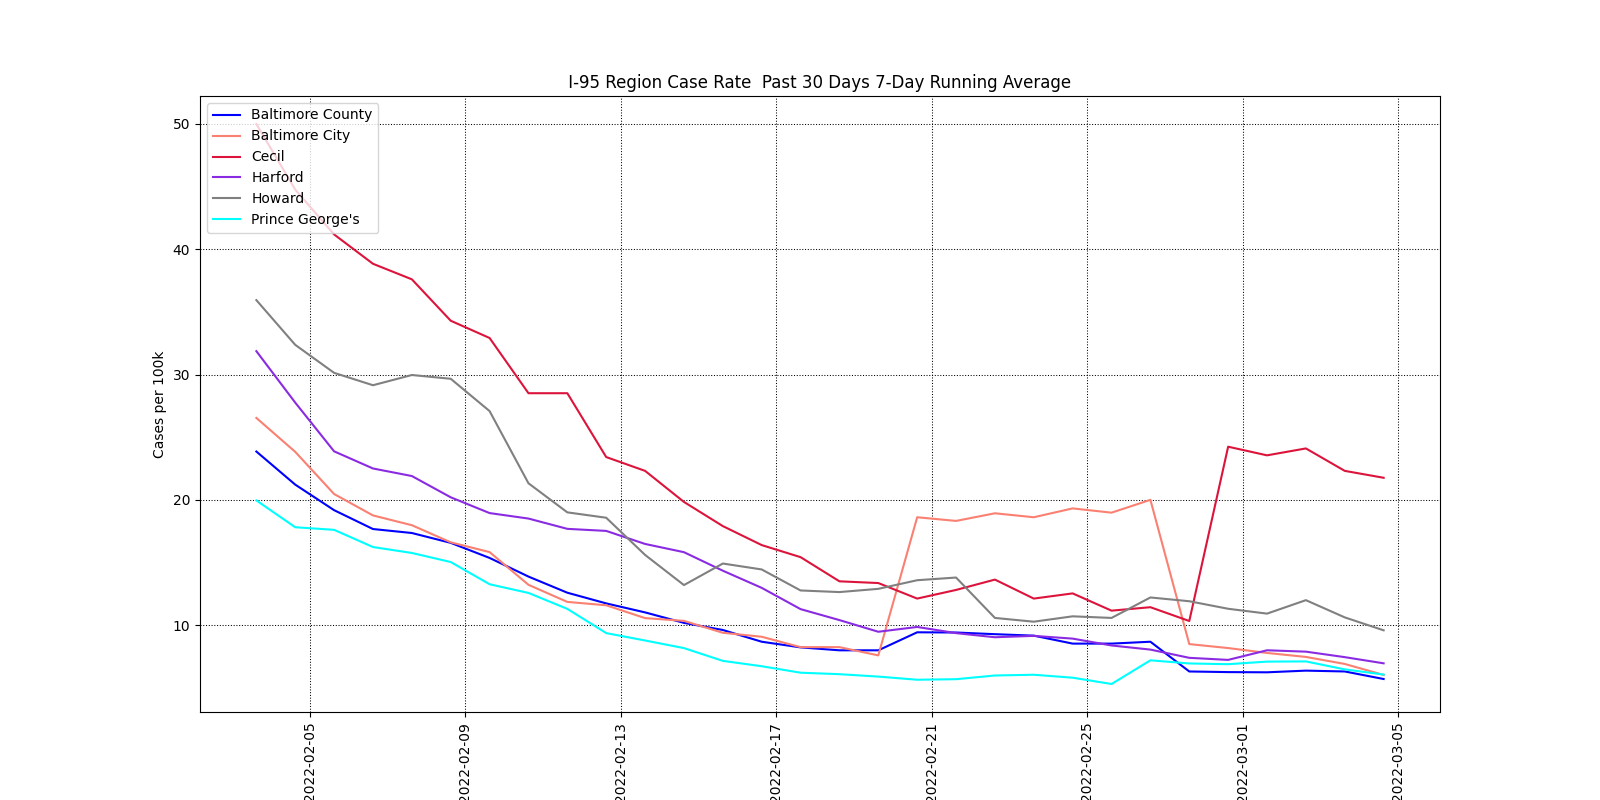 I-95 Region Case Rate  Past 30 Days 7-Day Running Average
Baltimore County
Baltimore City
Cecil
Harford
Howard
Prince George's
Cases per 100k
50
40
30
20
10
2022-02-05
2022-02-09
2022-02-13
2022-02-17
2022-02-21
2022-02-25
2022-03-01
2022-03-05